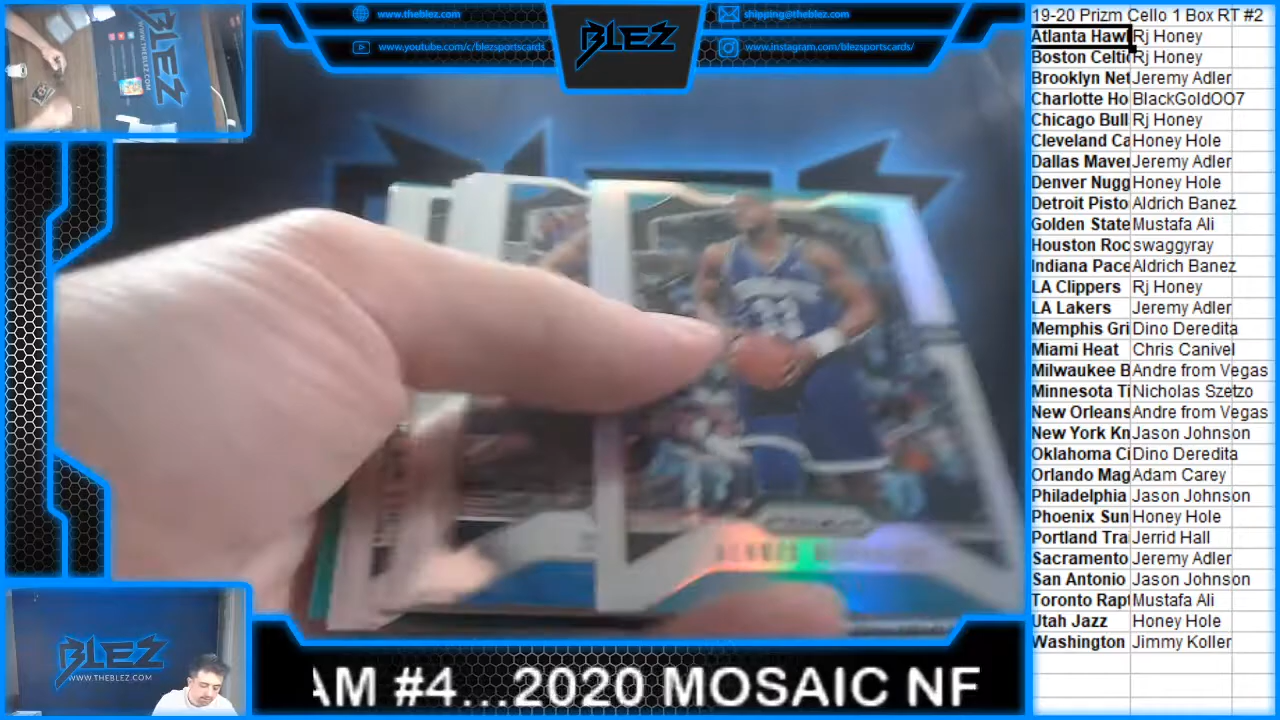 www.theblez.com
shipping@theblez.com
www.youtube.com/c/blezsportscards
www.instagram.com/blezsportscards/
BLEZ
WWW.THEBLEZ.COM
33
19-20 Prizm Cello 1 Box RT #2
Atlanta Hawl Rj Honey
Boston Celtic Rj Honey
Brooklyn Net Jeremy Adler
Charlotte Ho BlackGoldOO7
Chicago Bull Rj Honey
Cleveland Ca Honey Hole
Dallas Maver Jeremy Adler
Denver Nugg Honey Hole
Detroit Pisto Aldrich Banez
Golden State Mustafa Ali
Houston Roc swaggyray
Indiana Pace Aldrich Banez
LA Clippers Rj Honey
LA Lakers Jeremy Adler
Memphis Gri Dino Deredita
Miami Heat Chris Canivel
Milwaukee B Andre from Vegas
Minnesota Ti Nicholas Szetzo
New Orleans Andre from Vegas
New York Kn Jason Johnson
Oklahoma Ci Dino Deredita
Orlando Mag Adam Carey
Philadelphia Jason Johnson
Phoenix Sun Honey Hole
Portland Tra Jerrid Hall
Sacramento Jeremy Adler
San Antonio Jason Johnson
Toronto Rapt Mustafa Ali
Utah Jazz Honey Hole
Washington Jimmy Koller
BLEZ
WWW.THEBLEZ.COM
AM #4...2020 MOSAIC NF